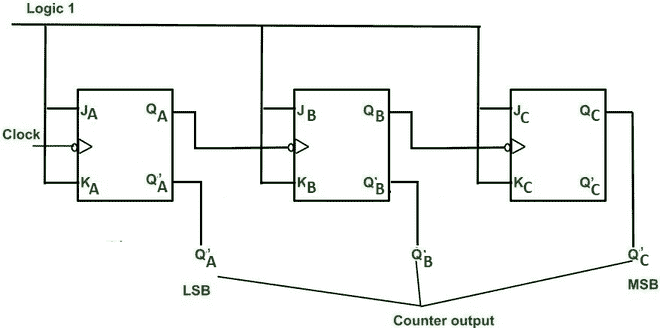 Logic 1
J_A Q_A J_B Q_B J_C Q_C
Clock
K_A Q'_A K_B Q'_B K_C Q'_C
Q'_A Q'_B Q'_C
LSB MSB
Counter output